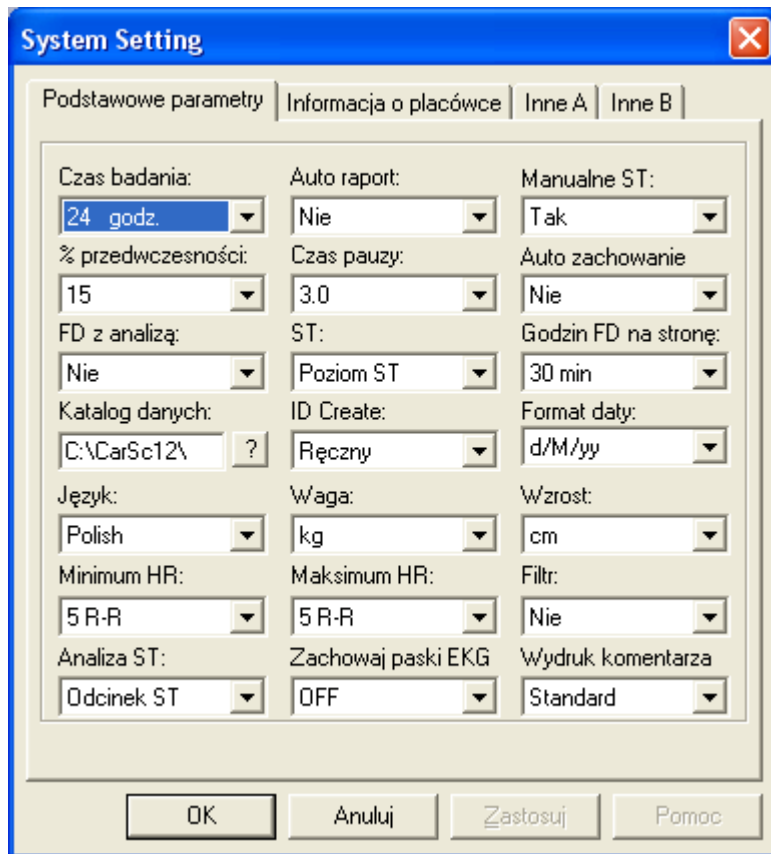 System Setting
Podstawowe parametry Informacja o placówce Inne A Inne B
Czas badania: Auto raport: Manualne ST:
24 godz. Nie Tak
% przedwczesności: Czas pauzy: Auto zachowanie
15 3.0 Nie
FD z analizą: ST: Godzin FD na stronę:
Nie Poziom ST 30 min
Katalog danych: ID Create: Format daty:
C:\CarSc12\ ? Ręczny d/M/yy
Język: Waga: Wzrost:
Polish kg cm
Minimum HR: Maksimum HR: Filtr:
5 R-R 5 R-R Nie
Analiza ST: Zachowaj paski EKG Wydruk komentarza
Odcinek ST OFF Standard
OK Anuluj Zastosuj Pomoc